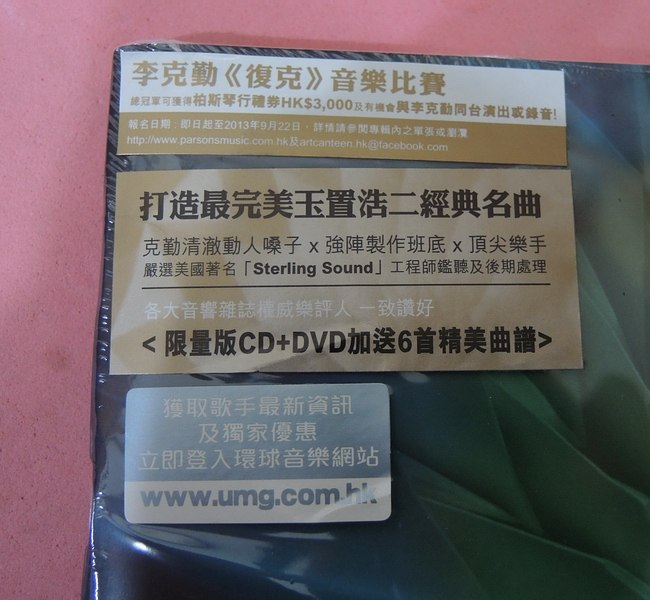 李克勤《復克》音樂比賽
總冠軍可獲得柏斯琴行禮券HK$3,000及有機會與李克勤同台演出或錄音!
報名日期 : 即日起至2013年9月22日，詳情請參閱專輯內之單張或瀏灠
http://www.parsonsmusic.com.hk及artcanteen.hk@facebook.com
打造最完美玉置浩二經典名曲
克勤清澈動人嗓子 x 強陣製作班底 x 頂尖樂手
嚴選美國著名「Sterling Sound」工程師鑑聽及後期處理
各大音響雜誌權威樂評人 一致讚好
< 限量版CD+DVD加送6首精美曲譜>
獲取歌手最新資訊
及獨家優惠
立即登入環球音樂網站
www.umg.com.hk